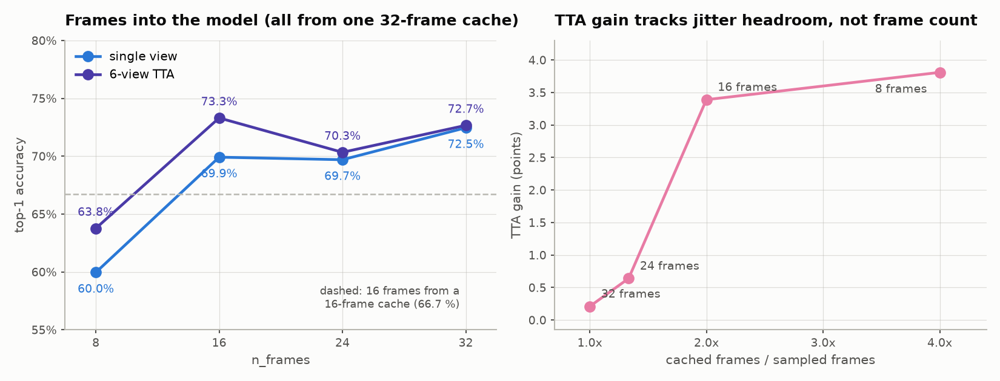 Frames into the model (all from one 32-frame cache)
80%
75%
70%
65%
60%
55%
top-1 accuracy
single view
6-view TTA
63.8%
73.3%
70.3%
72.7%
60.0%
69.9%
69.7%
72.5%
dashed: 16 frames from a
16-frame cache (66.7 %)
8
16
24
32
n_frames
TTA gain tracks jitter headroom, not frame count
4.0
3.5
3.0
2.5
2.0
1.5
1.0
0.5
0.0
TTA gain (points)
16 frames
8 frames
24 frames
32 frames
1.0x
2.0x
3.0x
4.0x
cached frames / sampled frames